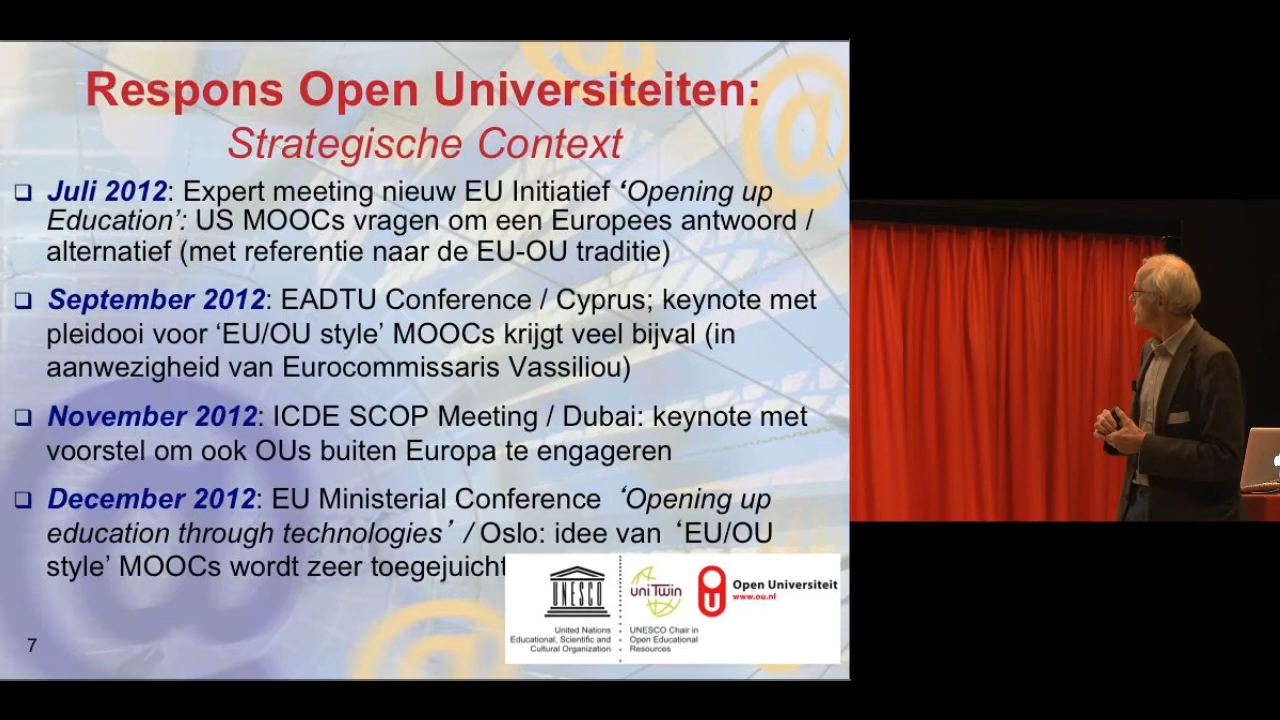 Respons Open Universiteiten:
Strategische Context
❑ Juli 2012: Expert meeting nieuw EU Initiatief ‘Opening up
Education’: US MOOCs vragen om een Europees antwoord /
alternatief (met referentie naar de EU-OU traditie)
❑ September 2012: EADTU Conference / Cyprus; keynote met
pleidooi voor ‘EU/OU style’ MOOCs krijgt veel bijval (in
aanwezigheid van Eurocommissaris Vassiliou)
❑ November 2012: ICDE SCOP Meeting / Dubai: keynote met
voorstel om ook OUs buiten Europa te engageren
❑ December 2012: EU Ministerial Conference ‘Opening up
education through technologies’ / Oslo: idee van ‘EU/OU
style’ MOOCs wordt zeer toegejuicht
UNESCO
United Nations
Educational, Scientific and
Cultural Organization
uniTwin
UNESCO Chair in
Open Educational
Resources
OU
Open Universiteit
www.ou.nl
7